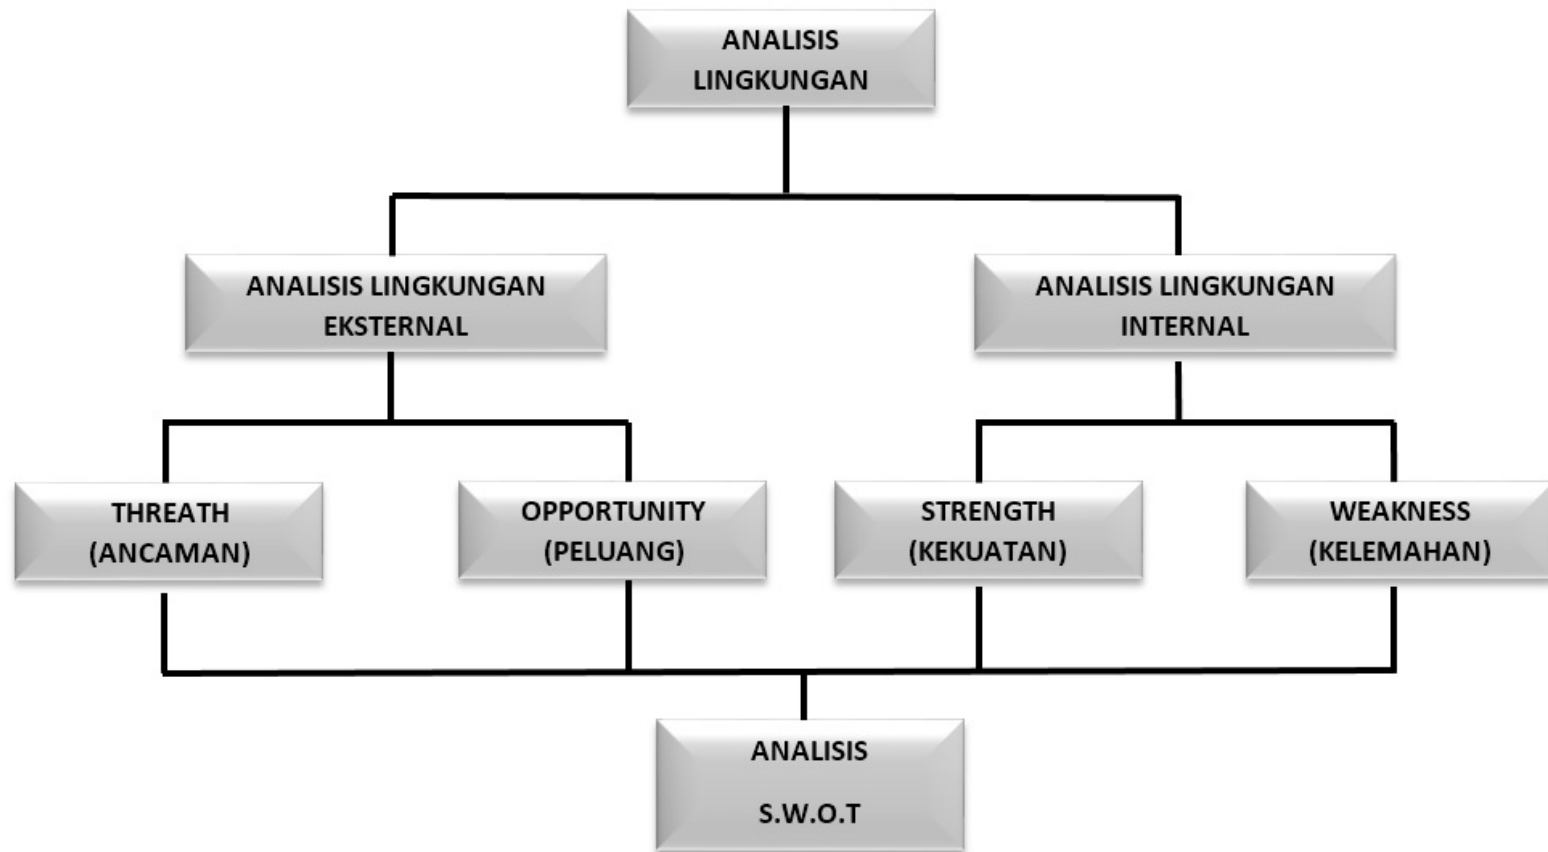 ANALISIS
LINGKUNGAN
ANALISIS LINGKUNGAN
EKSTERNAL
ANALISIS LINGKUNGAN
INTERNAL
THREATH
(ANCAMAN)
OPPORTUNITY
(PELUANG)
STRENGTH
(KEKUATAN)
WEAKNESS
(KELEMAHAN)
ANALISIS
S.W.O.T